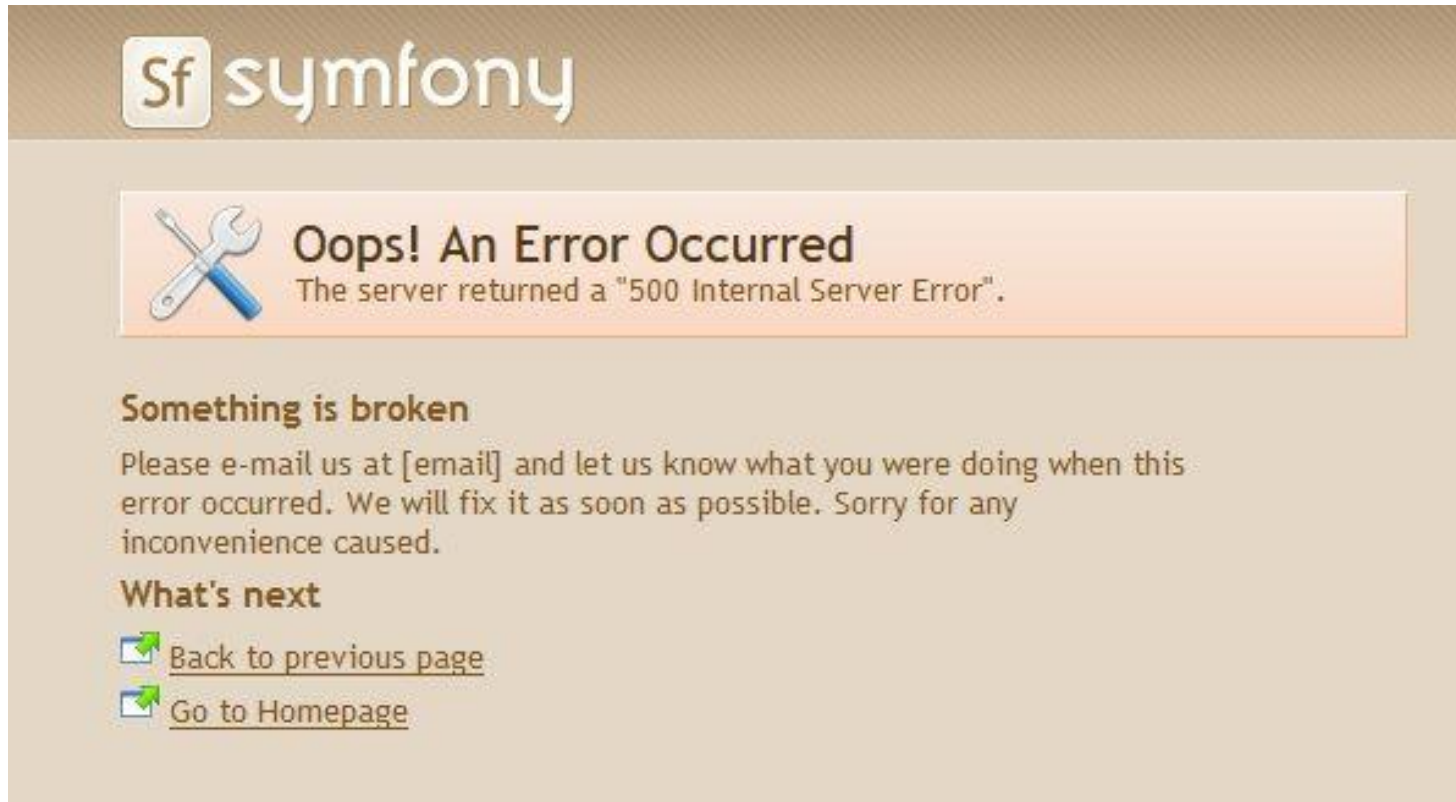 Sf symfony
Oops! An Error Occurred
The server returned a "500 Internal Server Error".
Something is broken
Please e-mail us at [email] and let us know what you were doing when this
error occurred. We will fix it as soon as possible. Sorry for any
inconvenience caused.
What's next
Back to previous page
Go to Homepage